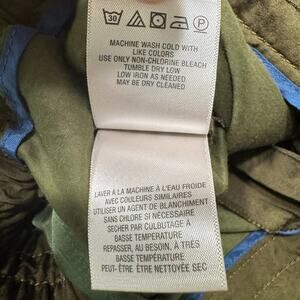 30 P
MACHINE WASH COLD WITH
LIKE COLORS
USE ONLY NON-CHLORINE BLEACH
TUMBLE DRY LOW
LOW IRON AS NEEDED
MAY BE DRY CLEANED
LAVER À LA MACHINE À L'EAU FROIDE
AVEC COULEURS SIMILAIRES
UTILISER UN AGENT DE BLANCHIMENT
SANS CHLORE SI NÉCESSAIRE
SECHER PAR CULBUTAGE À
BASSE TEMPÉRATURE
REPASSER, AU BESOIN, À TRÈS
BASSE TEMPÉRATURE
PEUT- ÊTRE ÊTRE NETTOYÉE SEC